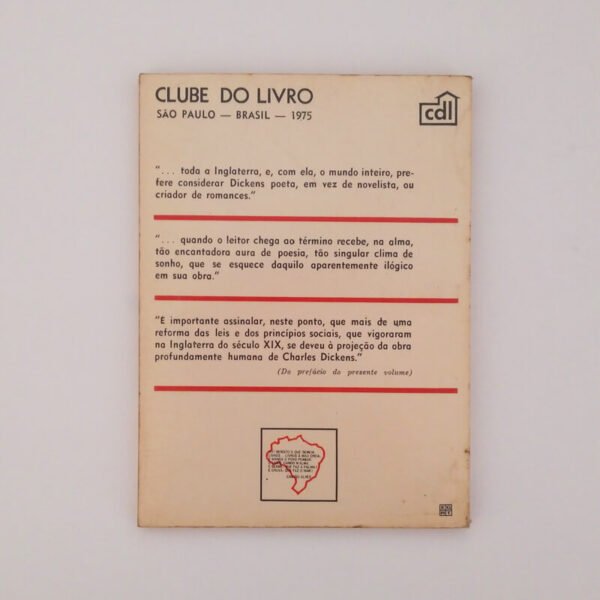 CLUBE DO LIVRO
SÃO PAULO — BRASIL — 1975
cdl
"... toda a Inglaterra, e, com ela, o mundo inteiro, pre-
fere considerar Dickens poeta, em vez de novelista, ou
criador de romances."
"... quando o leitor chega ao término recebe, na alma,
tão encantadora aura de poesia, tão singular clima de
sonho, que se esquece daquilo aparentemente ilógico
em sua obra."
"É importante assinalar, neste ponto, que mais de uma
reforma das leis e dos princípios sociais, que vigoraram
na Inglaterra do século XIX, se deveu à projeção da obra
profundamente humana de Charles Dickens."
(Do prefácio do presente volume)
CASTRO ALVES